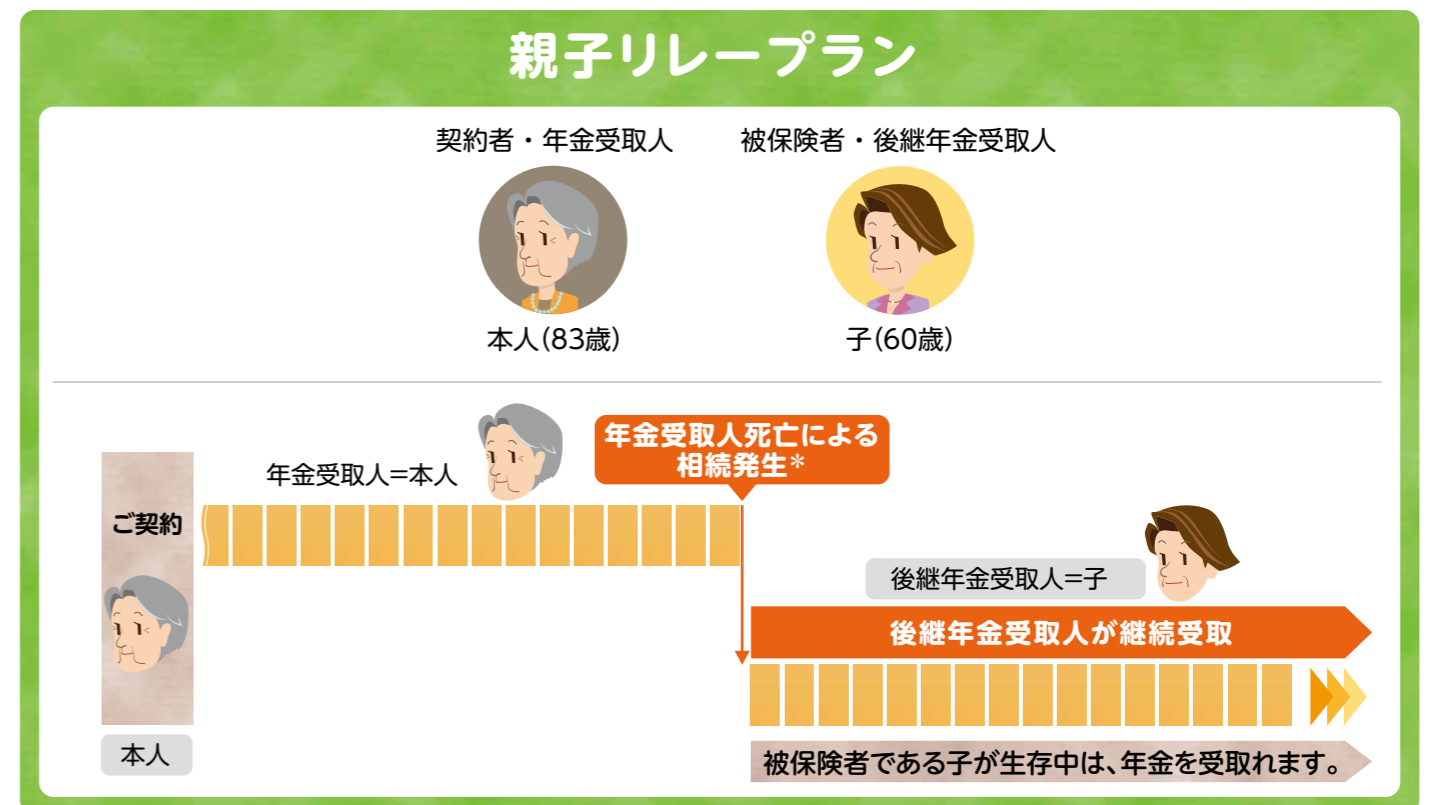 親子リレープラン
契約者・年金受取人
被保険者・後継年金受取人
本人(83歳)
子(60歳)
年金受取人死亡による
相続発生*
年金受取人=本人
ご契約
後継年金受取人=子
後継年金受取人が継続受取
本人
被保険者である子が生存中は、年金を受取れます。